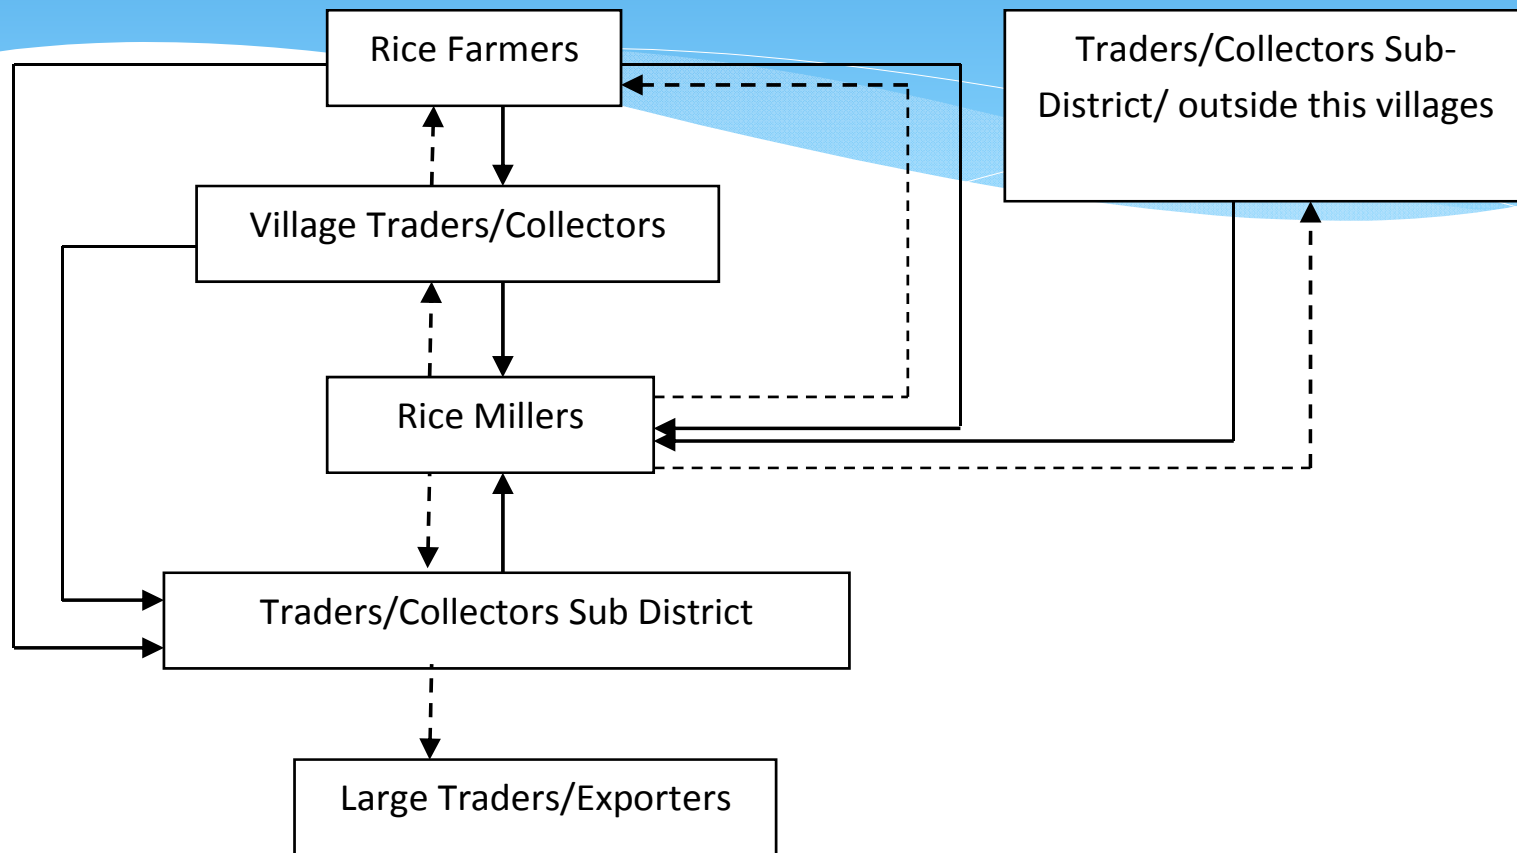 Rice Farmers
Traders/Collectors Sub-
District/ outside this villages
Village Traders/Collectors
Rice Millers
Traders/Collectors Sub District
Large Traders/Exporters